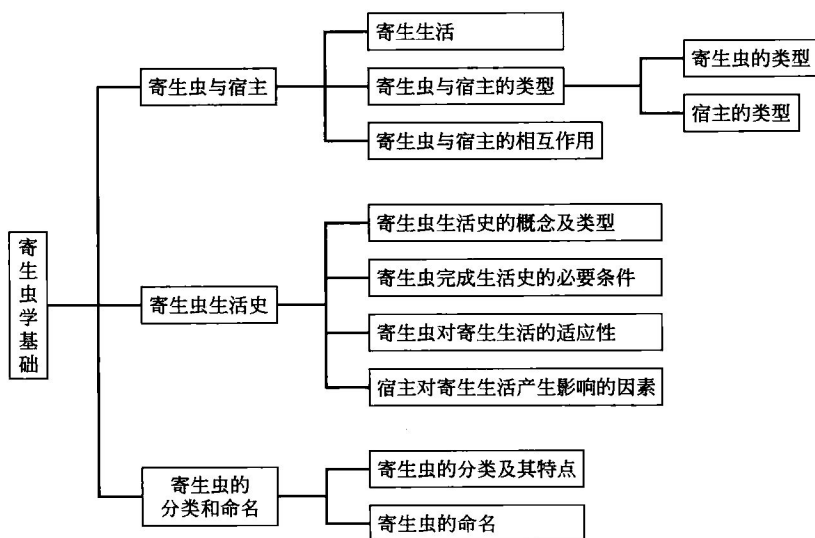 寄生虫学基础
寄生虫与宿主
寄生生活
寄生虫与宿主的类型
寄生虫的类型
宿主的类型
寄生虫与宿主的相互作用
寄生虫生活史
寄生虫生活史的概念及类型
寄生虫完成生活史的必要条件
寄生虫对寄生生活的适应性
宿主对寄生生活产生影响的因素
寄生虫的
分类和命名
寄生虫的分类及其特点
寄生虫的命名